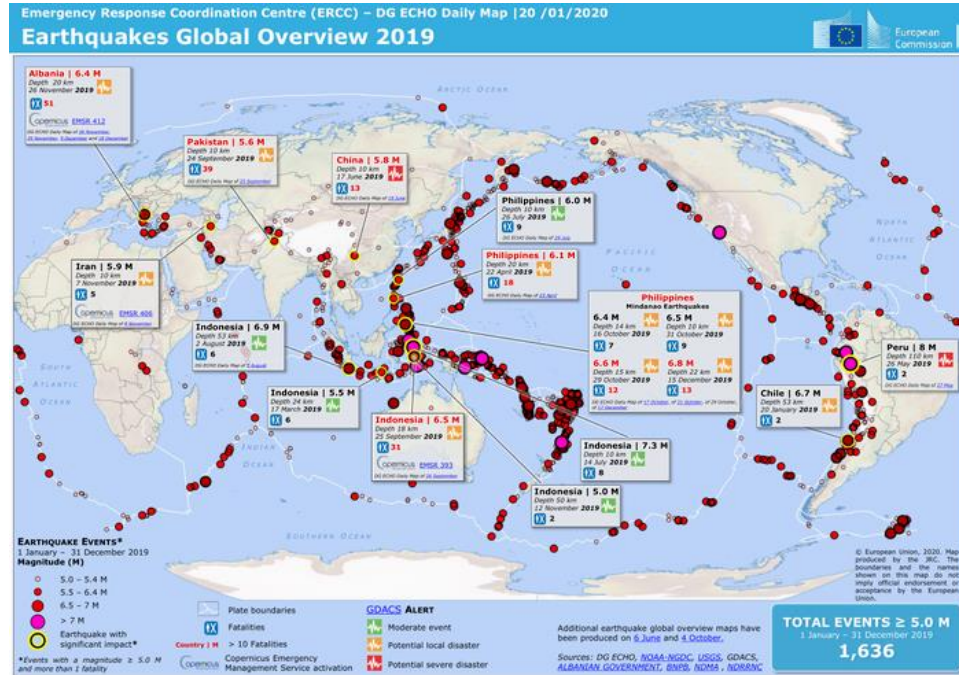 Emergency Response Coordination Centre (ERCC) – DG ECHO Daily Map |20 /01/2020
Earthquakes Global Overview 2019
European
Commission
ARCTIC OCEAN
Albania | 6.4 M
Depth 20 km
26 November 2019
51
Copernicus EMSR 412
Pakistan | 5.6 M
Depth 10 km
24 September 2019
39
China | 5.8 M
Depth 10 km
17 June 2019
13
Philippines | 6.0 M
Depth 10 km
26 July 2019
9
Philippines | 6.1 M
Depth 20 km
22 April 2019
18
PACIFIC
OCEAN
NORTH
ATLANTIC
OCEAN
Iran | 5.9 M
Depth 10 km
7 November 2019
5
Copernicus EMSR 406
Indonesia | 6.9 M
Depth 53 km
2 August 2019
6
Indonesia | 5.5 M
Depth 24 km
17 March 2019
6
Indonesia | 6.5 M
Depth 18 km
25 September 2019
31
Copernicus EMSR 393
Philippines
Mindanao Earthquakes
6.4 M 6.5 M
Depth 14 km Depth 10 km
16 October 2019 31 October 2019
7 9
6.6 M 6.8 M
Depth 15 km Depth 22 km
29 October 2019 15 December 2019
12 13
Peru | 8 M
Depth 110 km
26 May 2019
2
Chile | 6.7 M
Depth 53 km
20 January 2019
2
Indonesia | 7.3 M
Depth 10 km
14 July 2019
8
Indonesia | 5.0 M
Depth 50 km
12 November 2019
2
SOUTH
ATLANTIC
OCEAN
INDIAN
OCEAN
SOUTHERN OCEAN
EARTHQUAKE EVENTS*
1 January – 31 December 2019
Magnitude (M)
5.0 – 5.4 M
5.5 – 6.4 M
6.5 – 7 M
> 7 M
Earthquake with
significant impact*
*Events with a magnitude ≥ 5.0 M
and more than 1 fatality
Plate boundaries
Fatalities
Country | M > 10 Fatalities
Copernicus Copernicus Emergency
Management Service activation
GDACS ALERT
Moderate event
Potential local disaster
Potential severe disaster
Additional earthquake global overview maps have
been produced on 6 June and 4 October.
Sources: DG ECHO, NOAA-NGDC, USGS, GDACS,
ALBANIAN GOVERNMENT, BNPB, NDMA , NDRRNC
© European Union, 2020. Map
produced by the JRC. The
boundaries and the names
shown on this map do not
imply official endorsement or
acceptance by the European
Union.
TOTAL EVENTS ≥ 5.0 M
1 January – 31 December 2019
1,636